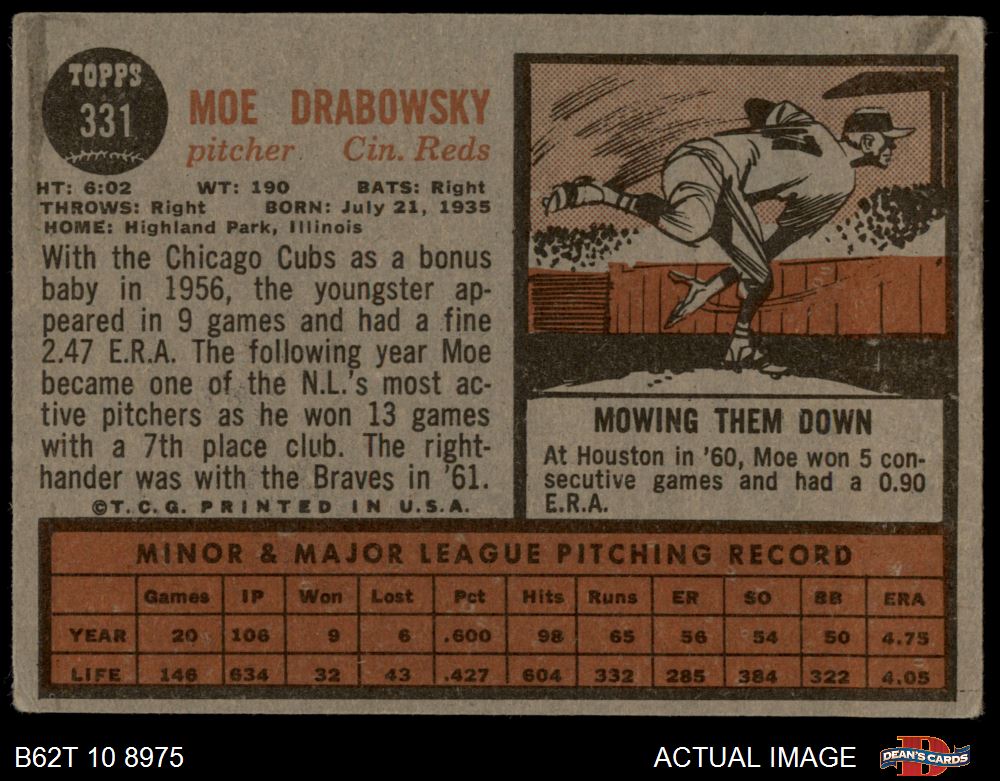 TOPPS
331
MOE DRABOWSKY
pitcher Cin. Reds
HT: 6:02 WT: 190 BATS: Right
THROWS: Right BORN: July 21, 1935
HOME: Highland Park, Illinois
With the Chicago Cubs as a bonus
baby in 1956, the youngster ap-
peared in 9 games and had a fine
2.47 E.R.A. The following year Moe
became one of the N.L.'s most ac-
tive pitchers as he won 13 games
with a 7th place club. The right-
hander was with the Braves in '61.
©T.C.G. PRINTED IN U.S.A.
MOWING THEM DOWN
At Houston in '60, Moe won 5 con-
secutive games and had a 0.90
E.R.A.
MINOR & MAJOR LEAGUE PITCHING RECORD
Games IP Won Lost Pct Hits Runs ER SO BB ERA
YEAR 20 106 9 6 .600 98 65 56 54 50 4.75
LIFE 146 634 32 43 .427 604 332 285 384 322 4.05
B62T 10 8975
ACTUAL IMAGE
D
DEAN'S CARDS